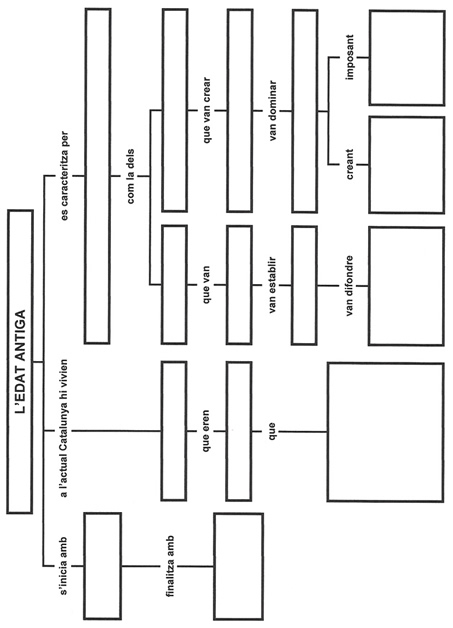 L'EDAT ANTIGA
s'inicia amb
a l'actual Catalunya hi vivien
es caracteritza per
com la dels
finalitza amb
que eren
que van
que van crear
que
van establir
van dominar
van difondre
creant
imposant